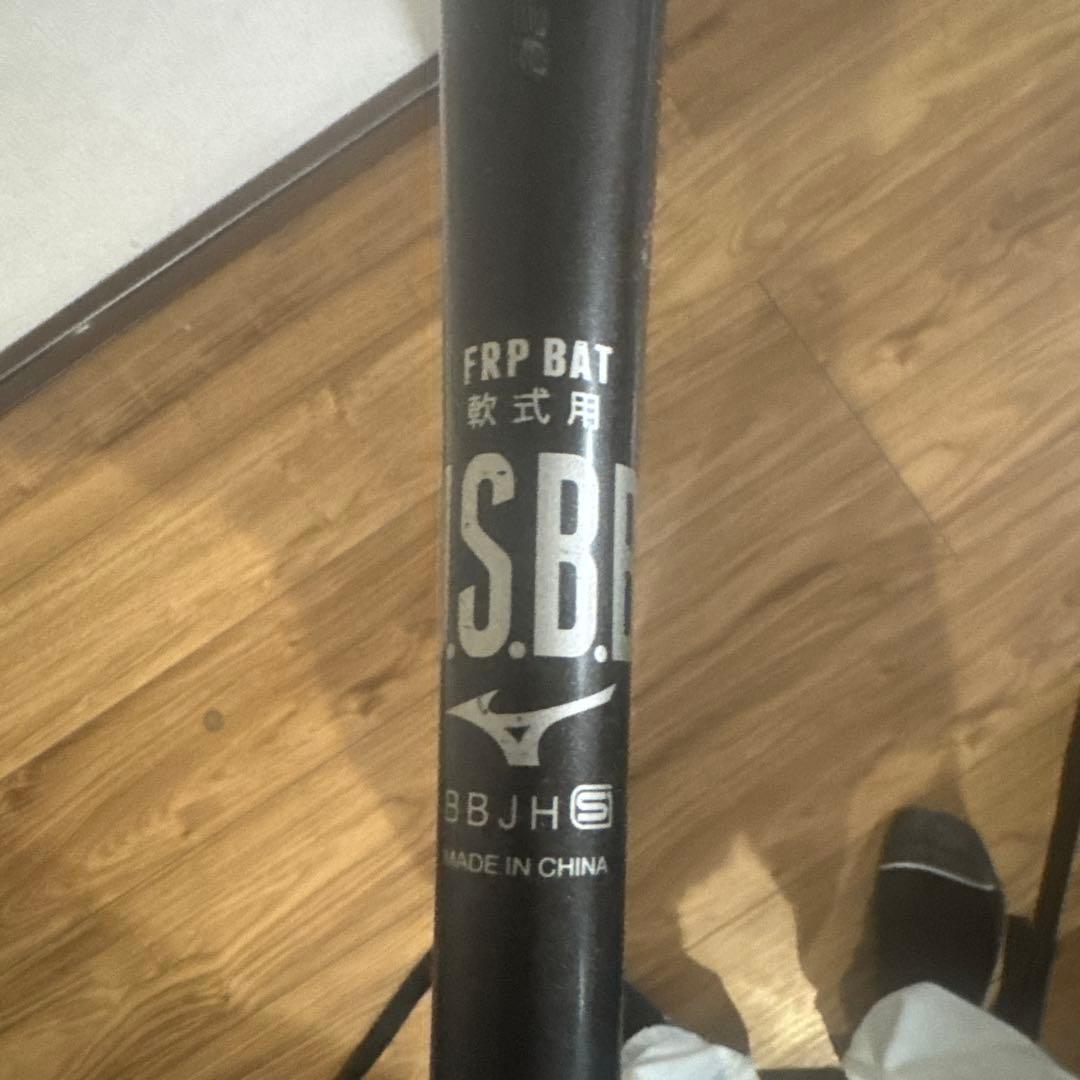 FRP BAT
軟式用
.S.B.B
BBJH S
MADE IN CHINA